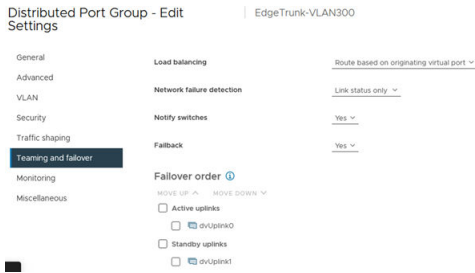 Distributed Port Group - Edit Settings
EdgeTrunk-VLAN300
General
Advanced
VLAN
Security
Traffic shaping
Teaming and failover
Monitoring
Miscellaneous
Load balancing
Route based on originating virtual port
Network failure detection
Link status only
Notify switches
Yes
Failback
Yes
Failover order
MOVE UP MOVE DOWN
Active uplinks
dvUplink0
Standby uplinks
dvUplink1